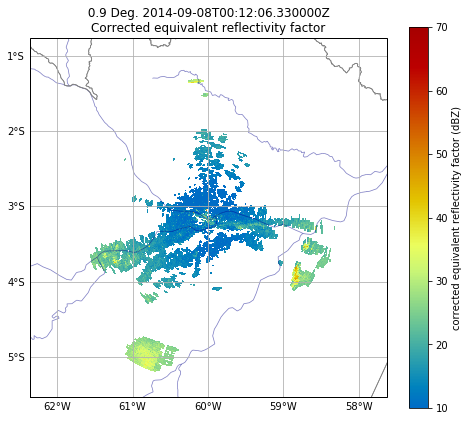 0.9 Deg. 2014-09-08T00:12:06.330000Z
Corrected equivalent reflectivity factor
1°S
2°S
3°S
4°S
5°S
62°W 61°W 60°W 59°W 58°W
70
60
50
40
30
20
10
corrected equivalent reflectivity factor (dBZ)